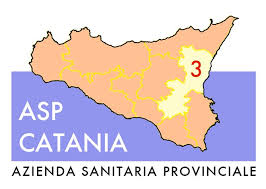 3
ASP
CATANIA
AZIENDA SANITARIA PROVINCIALE